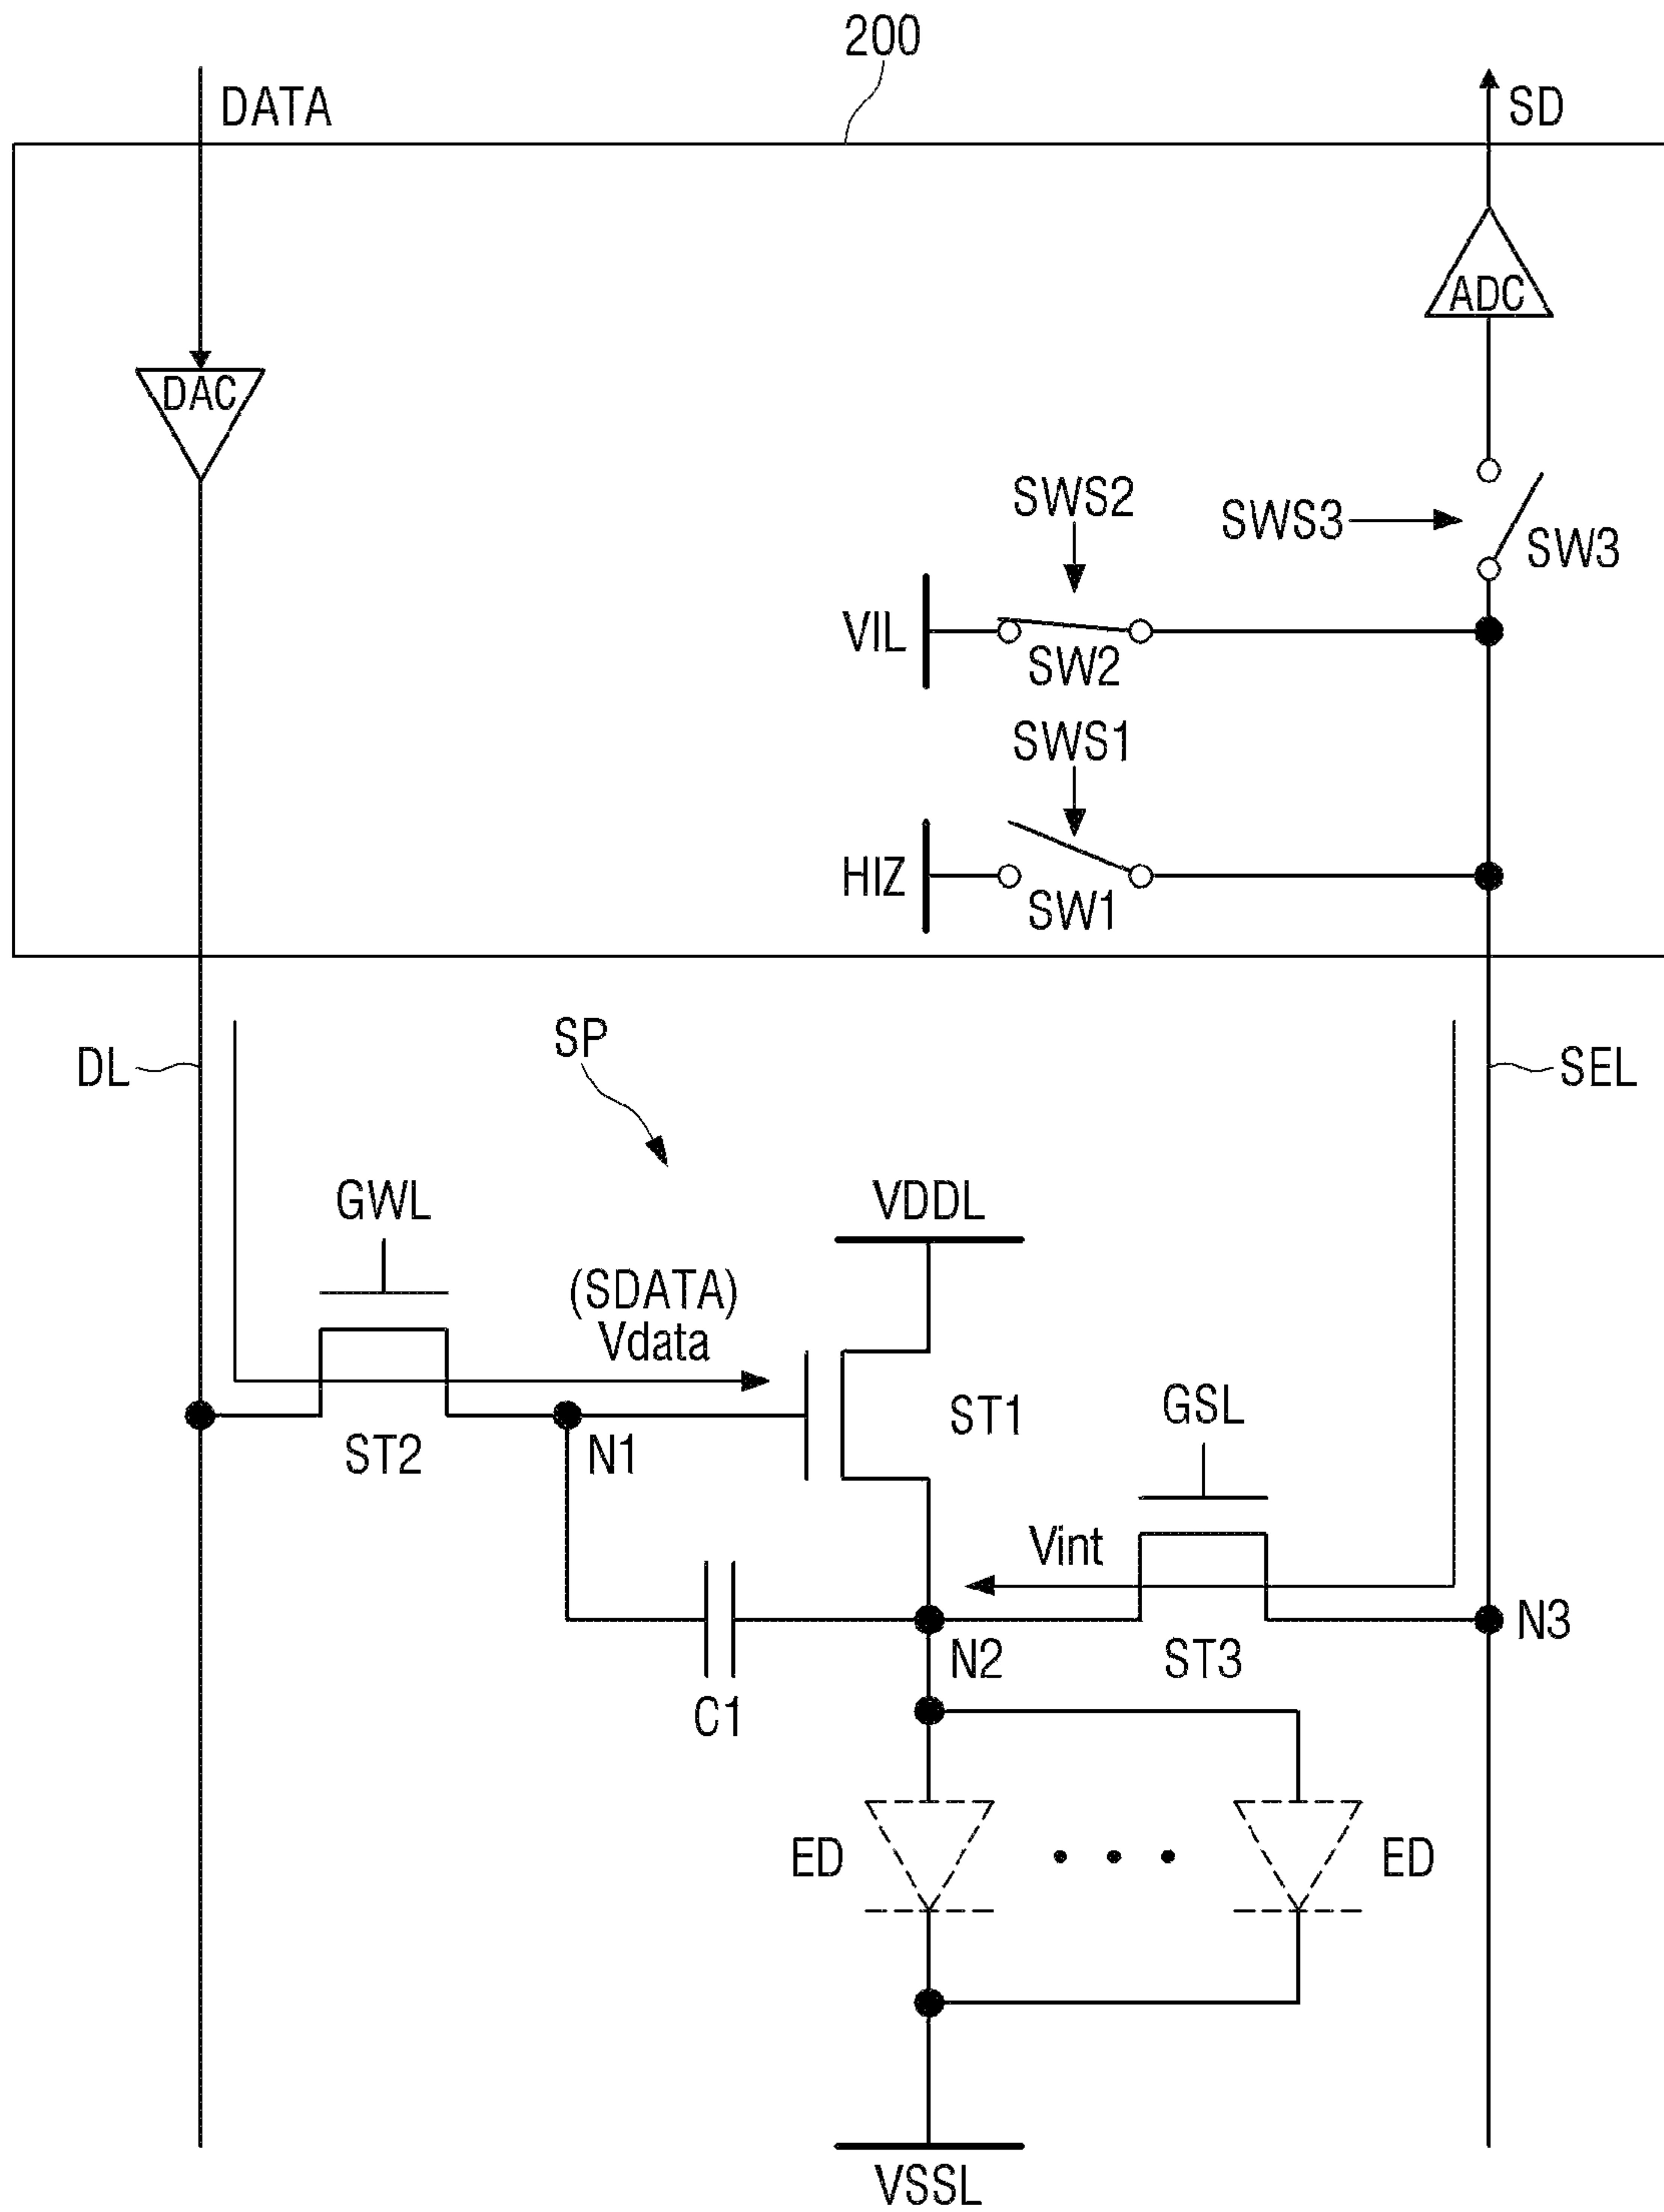 200
DATA
SD
ADC
DAC
SWS2
SWS3
SW3
VIL
SW2
SWS1
HIZ
SW1
SP
DL
SEL
GWL
VDDL
(SDATA)
Vdata
GSL
ST1
ST2
N1
Vint
N3
N2
ST3
C1
ED
ED
VSSL